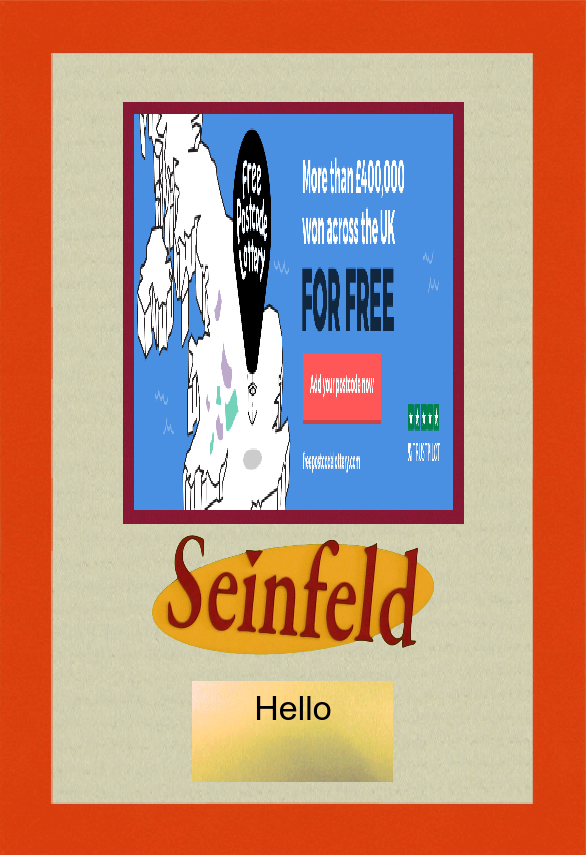 Free
Postcode
Lottery
More than £400,000
won across the UK
FOR FREE
Add your postcode now
freepostcodelottery.com
TRUSTPILOT
Seinfeld
Hello